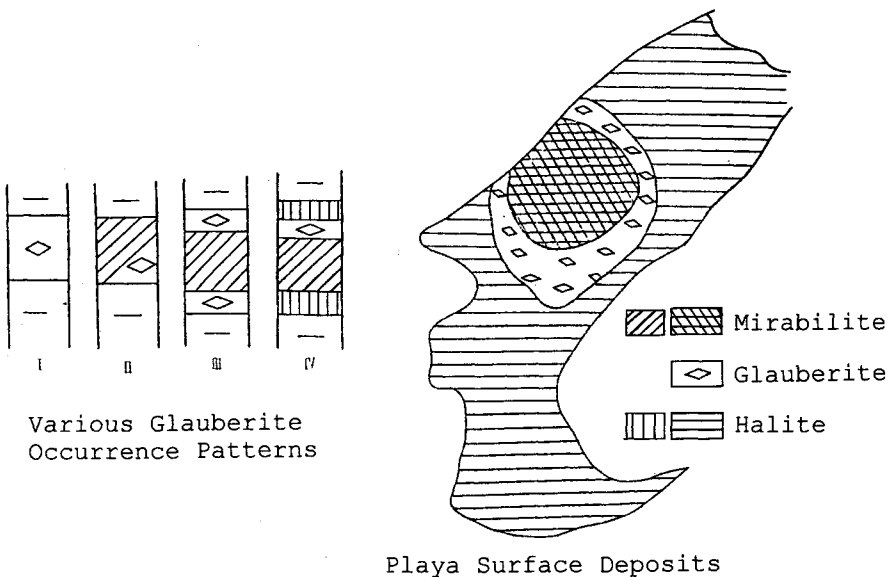 I
II
III
IV
Various Glauberite
Occurrence Patterns
Mirabilite
Glauberite
Halite
Playa Surface Deposits